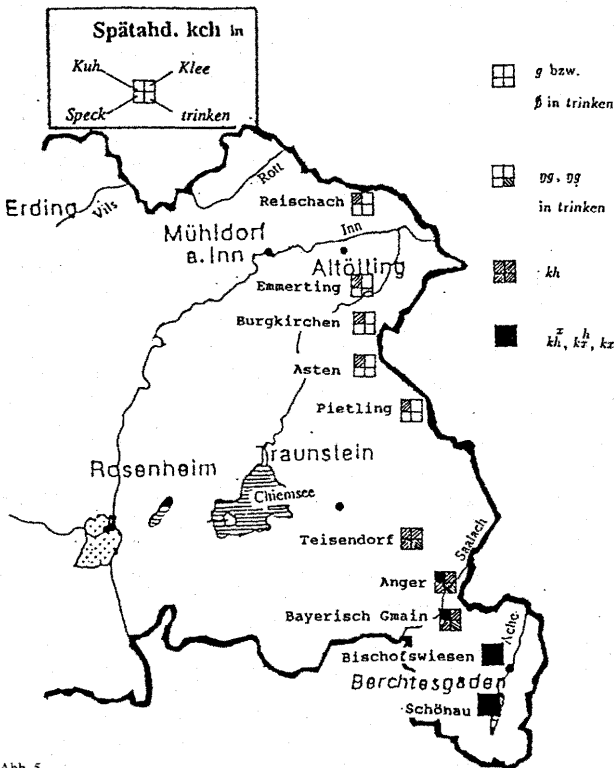 Spätahd. kch in
Kuh Klee
Speck trinken
g bzw.
∅ in trinken
ŋg, ŋg̥
in trinken
kh
Rott
Reischach
Erding
Vils
Mühldorf
a. Inn
Inn
Altötting
Emmerting
Burgkirchen
Asten
Pietling
Traunstein
Rosenheim
Chiemsee
Teisendorf
Saalach
Anger
Bayerisch Gmain
Ache
Bischofswiesen
Berchtesgaden
Schönau
Abb. 5